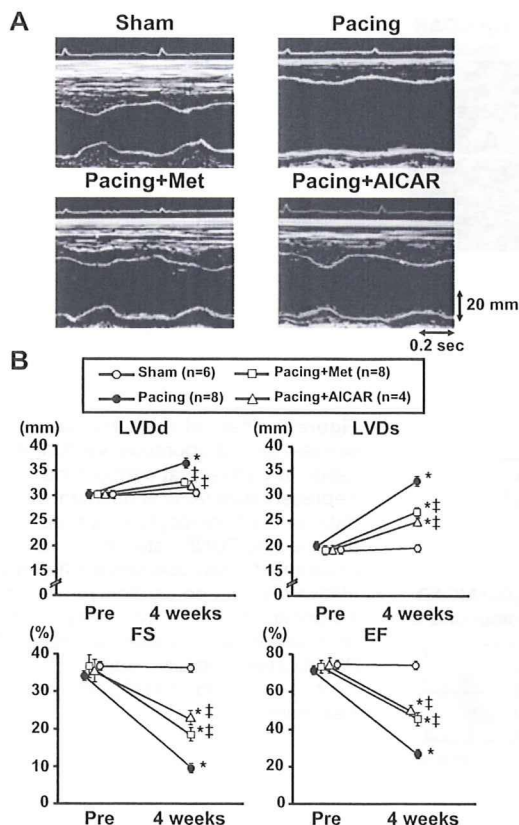 A
Sham
Pacing
Pacing+Met
Pacing+AICAR
20 mm
0.2 sec
B
Sham (n=6)
Pacing+Met (n=8)
Pacing (n=8)
Pacing+AICAR (n=4)
(mm)
LVDd
40
35
30
25
20
0
*
‡
‡
Pre
4 weeks
(mm)
LVDs
40
35
30
25
20
0
*
*‡
*‡
Pre
4 weeks
(%)
FS
40
30
20
10
0
*‡
*‡
*
Pre
4 weeks
(%)
EF
80
60
40
20
0
*‡
*‡
*
Pre
4 weeks